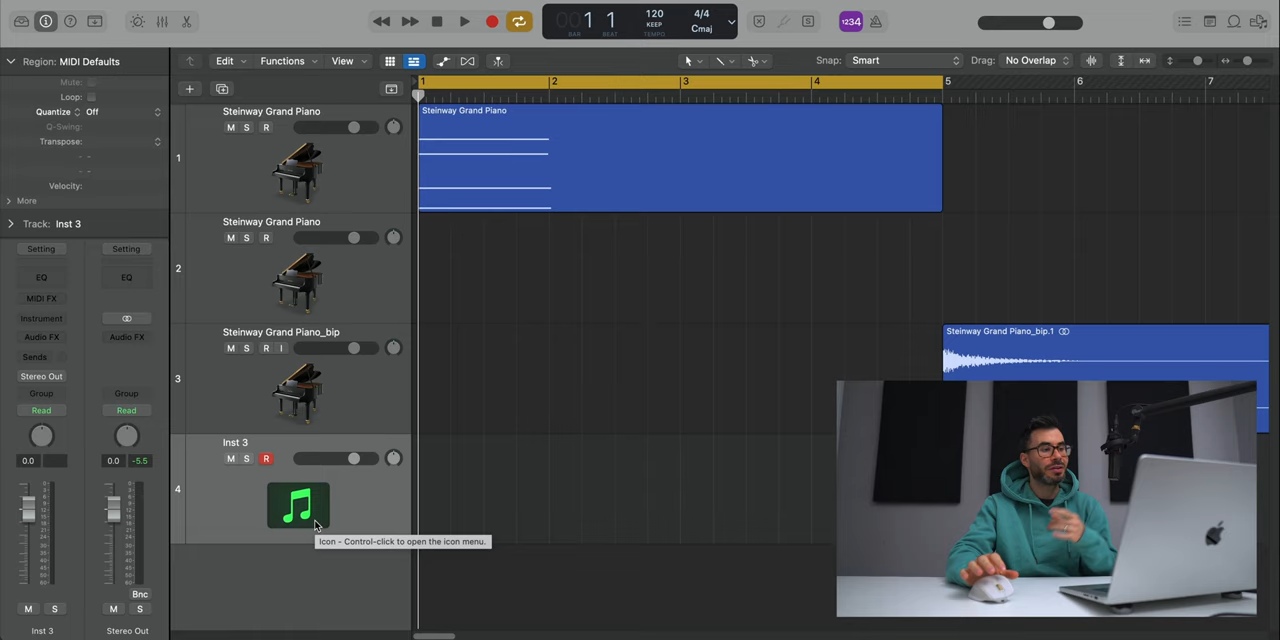 1 1
BAR BEAT
120
KEEP
TEMPO
4/4
Cmaj
1234
S
Region: MIDI Defaults
Edit
Functions
View
Snap: Smart
Drag: No Overlap
Mute:
Loop:
Quantize Off
Q-Swing:
Transpose:
Velocity:
More
Track: Inst 3
Setting
Setting
EQ
EQ
MIDI FX
Instrument
Audio FX
Audio FX
Sends
Stereo Out
Group
Group
Read
Read
0.0
0.0 -5.5
Bnc
M S
M S
Inst 3
Stereo Out
1 2 3 4 5 6 7
1
Steinway Grand Piano
M S R
Steinway Grand Piano
2
Steinway Grand Piano
M S R
3
Steinway Grand Piano_bip
M S R I
Steinway Grand Piano_bip.1
4
Inst 3
M S R
Icon - Control-click to open the icon menu.